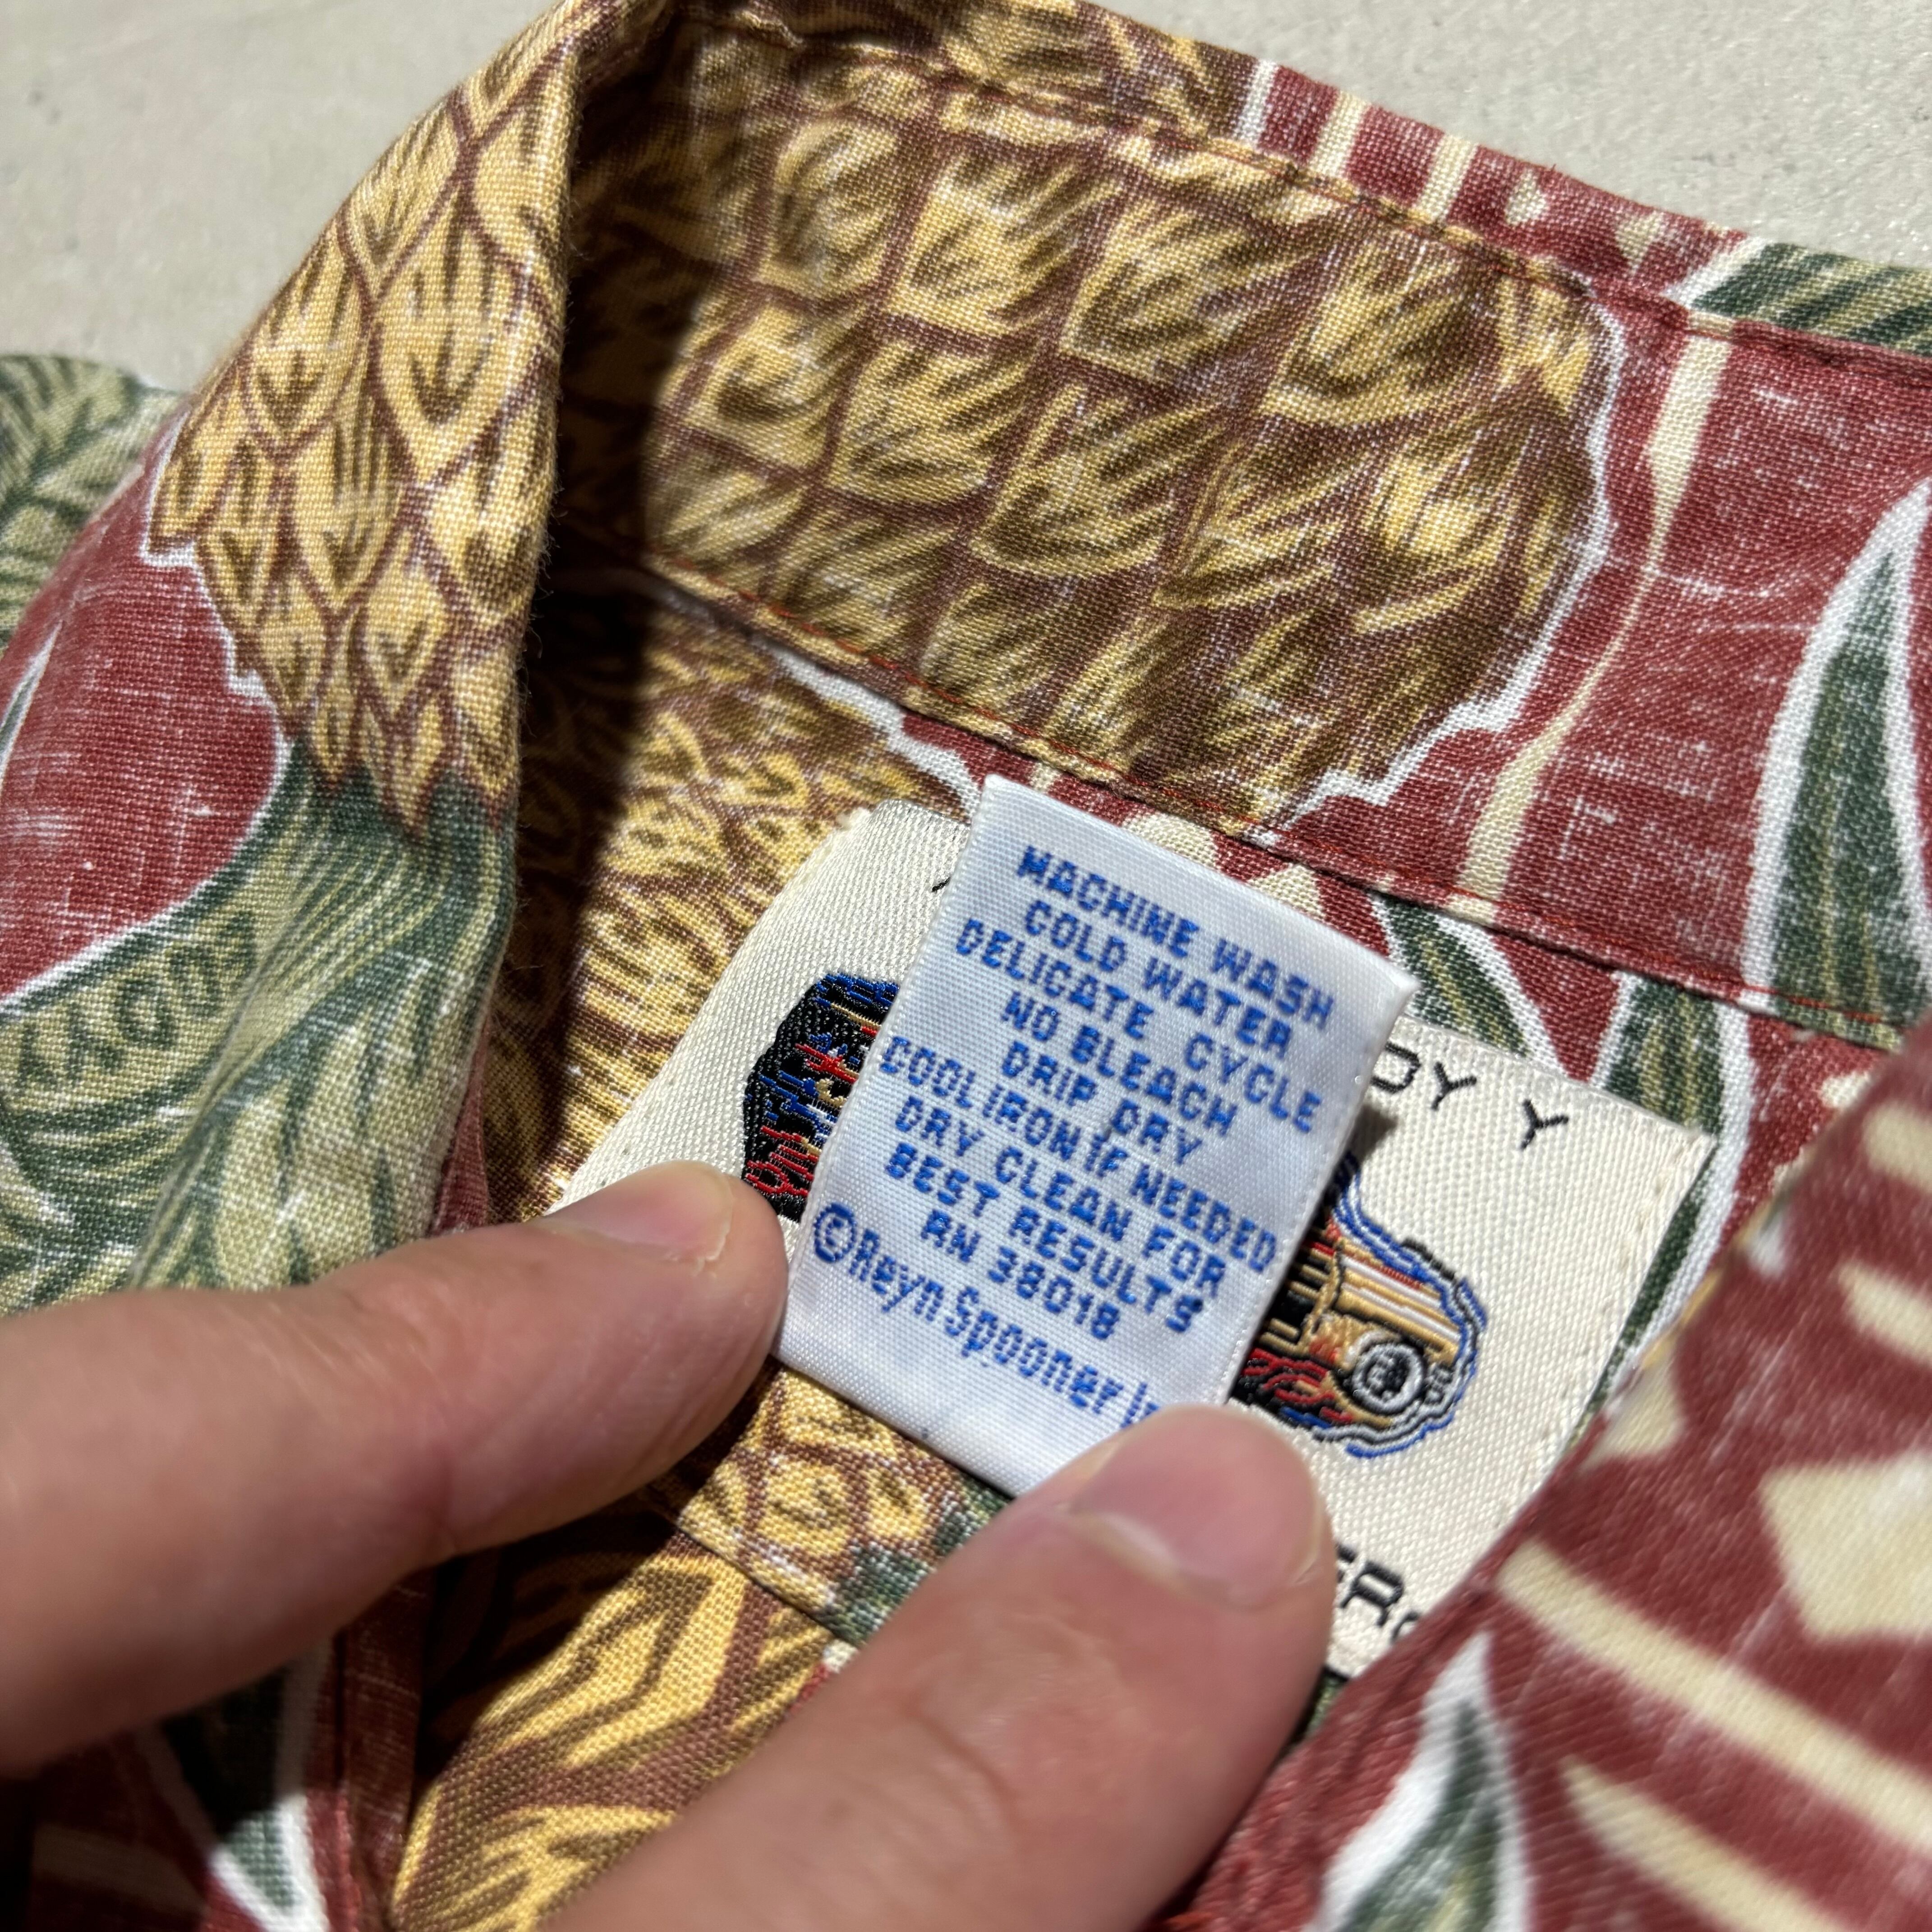 MACHINE WASH
COLD WATER
DELICATE CYCLE
NO BLEACH
DRIP DRY
COOL IRON IF NEEDED
DRY CLEAN FOR
BEST RESULTS
RN 38018
©Reyn Spooner